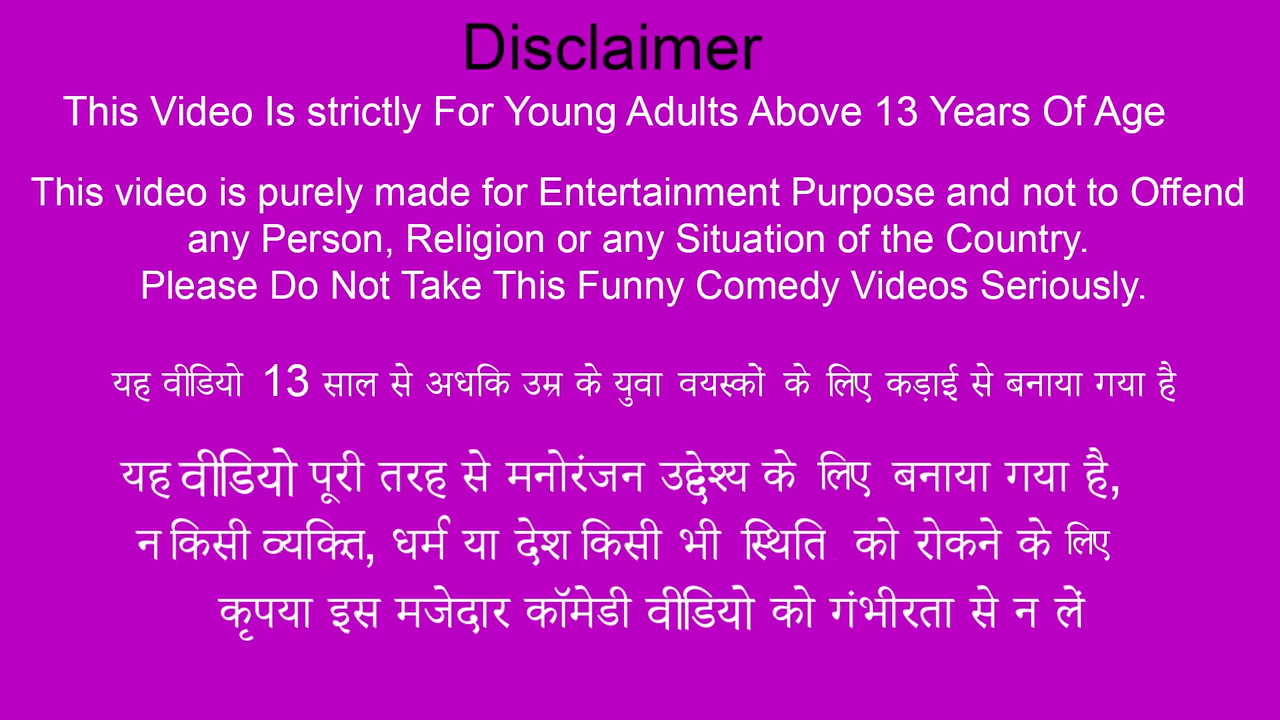 Disclaimer
This Video Is strictly For Young Adults Above 13 Years Of Age
This video is purely made for Entertainment Purpose and not to Offend
any Person, Religion or any Situation of the Country.
Please Do Not Take This Funny Comedy Videos Seriously.
यह वीडियो 13 साल से अधकि उम्र के युवा वयस्कों के लिए कड़ाई से बनाया गया है
यह वीडियो पूरी तरह से मनोरंजन उद्देश्य के लिए बनाया गया है,
न किसी व्यक्ति, धर्म या देश किसी भी स्थिति को रोकने के लिए
कृपया इस मजेदार कॉमेडी वीडियो को गंभीरता से न लें